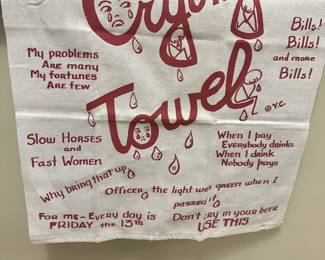 Crying
Bills!
Bills!
and more
Bills!
My problems
Are many
My fortunes
Are few
Towel
© Y.C.
Slow Horses
and
Fast Women
When I pay
Everybody drinks
When I drink
Nobody pays
Why bring that up
Officer, the light was green when I
passed it
For me - Every day is
FRIDAY the 13th
Don't cry in your beer
USE THIS